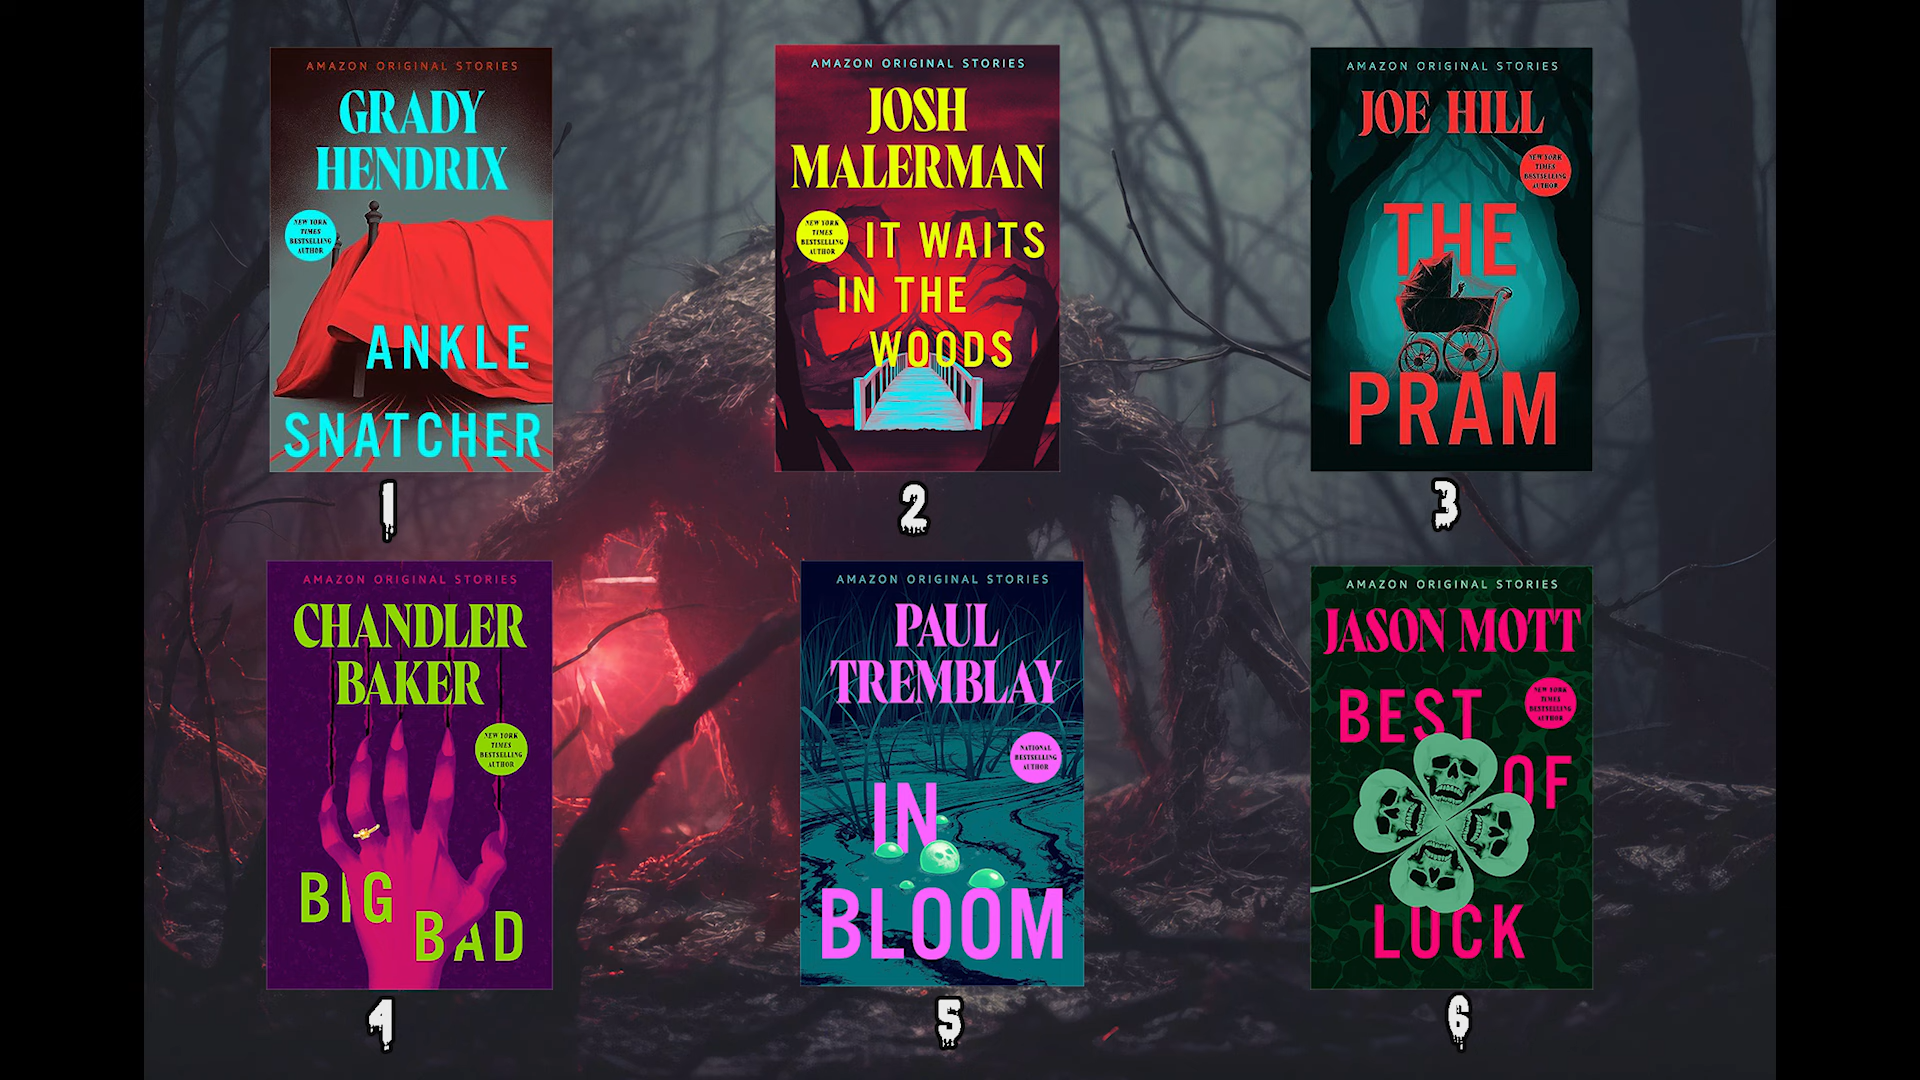 AMAZON ORIGINAL STORIES
GRADY
HENDRIX
NEW YORK
TIMES
BESTSELLING
AUTHOR
ANKLE
SNATCHER
1
AMAZON ORIGINAL STORIES
JOSH
MALERMAN
NEW YORK
TIMES
BESTSELLING
AUTHOR
IT WAITS
IN THE
WOODS
2
AMAZON ORIGINAL STORIES
JOE HILL
NEW YORK
TIMES
BESTSELLING
AUTHOR
THE
PRAM
3
AMAZON ORIGINAL STORIES
CHANDLER
BAKER
NEW YORK
TIMES
BESTSELLING
AUTHOR
BIG
BAD
4
AMAZON ORIGINAL STORIES
PAUL
TREMBLAY
NATIONAL
BESTSELLING
AUTHOR
IN
BLOOM
5
AMAZON ORIGINAL STORIES
JASON MOTT
NEW YORK
TIMES
BESTSELLING
AUTHOR
BEST
OF
LUCK
6